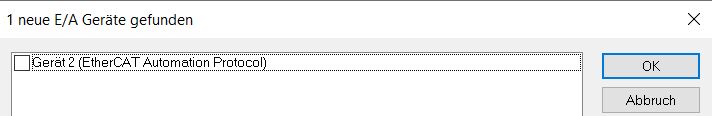 1 neue E/A Geräte gefunden
Gerät 2 (EtherCAT Automation Protocol)
OK
Abbruch